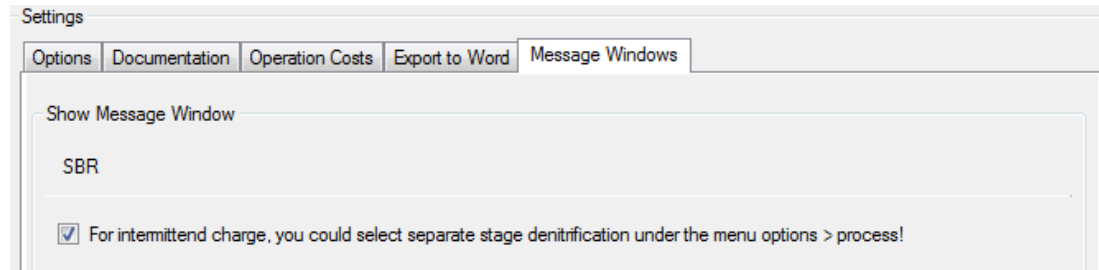 Settings
Options Documentation Operation Costs Export to Word Message Windows
Show Message Window
SBR
For intermittend charge, you could select separate stage denitrification under the menu options > process!